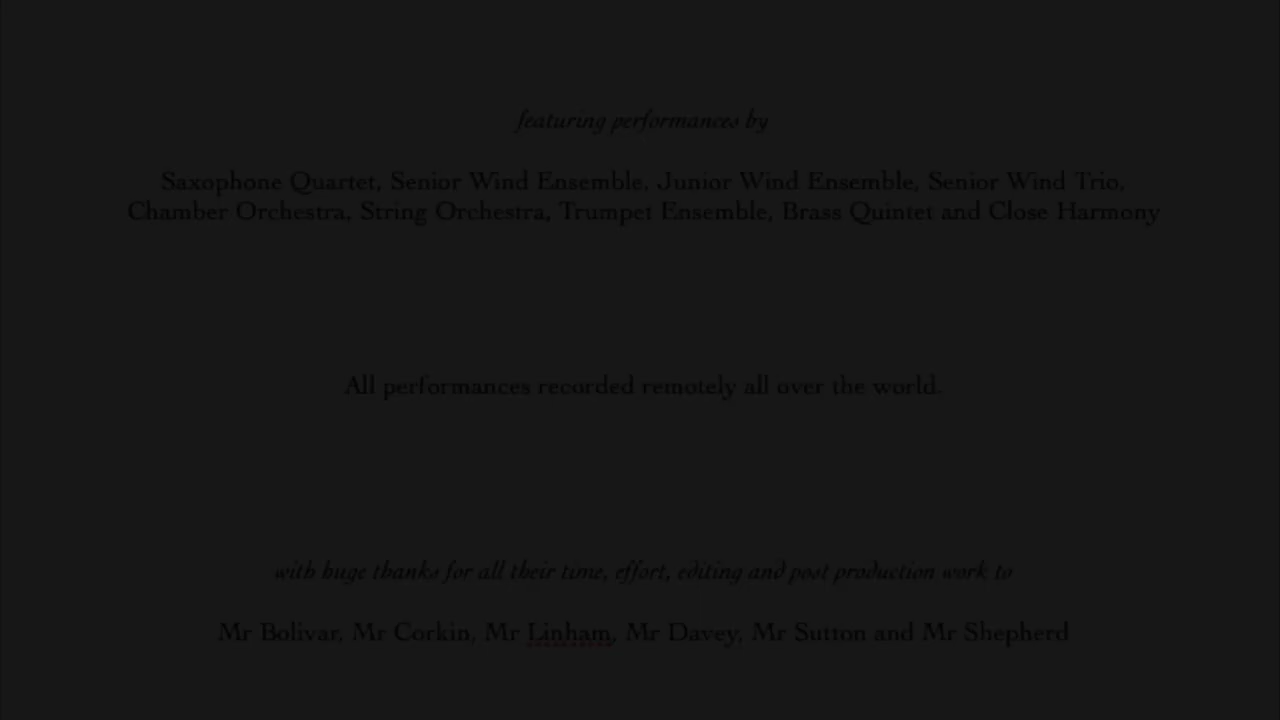 featuring performances by
Saxophone Quartet, Senior Wind Ensemble, Junior Wind Ensemble, Senior Wind Trio,
Chamber Orchestra, String Orchestra, Trumpet Ensemble, Brass Quintet and Close Harmony
All performances recorded remotely all over the world.
with huge thanks for all their time, effort, editing and post production work to
Mr Bolivar, Mr Corkin, Mr Linham, Mr Davey, Mr Sutton and Mr Shepherd